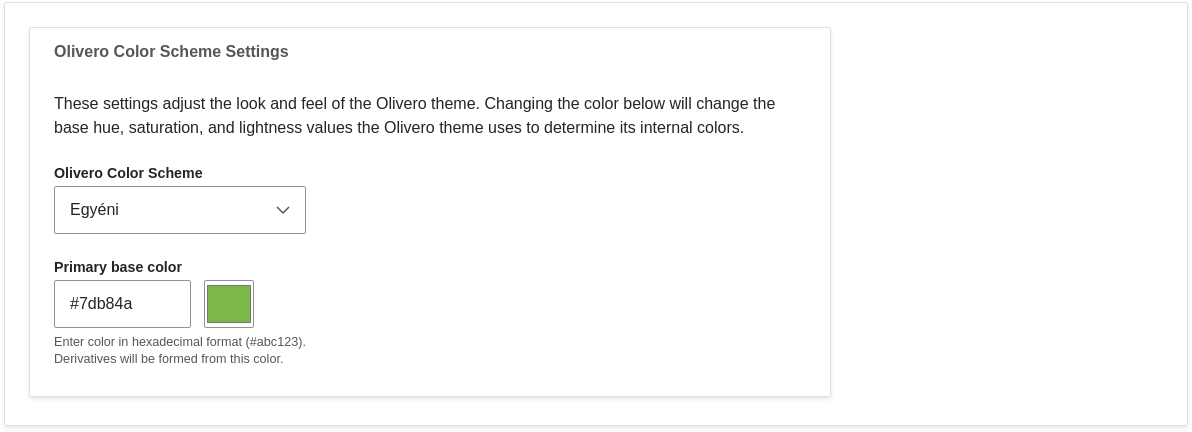 Olivero Color Scheme Settings
These settings adjust the look and feel of the Olivero theme. Changing the color below will change the
base hue, saturation, and lightness values the Olivero theme uses to determine its internal colors.
Olivero Color Scheme
Egyéni
Primary base color
#7db84a
Enter color in hexadecimal format (#abc123).
Derivatives will be formed from this color.